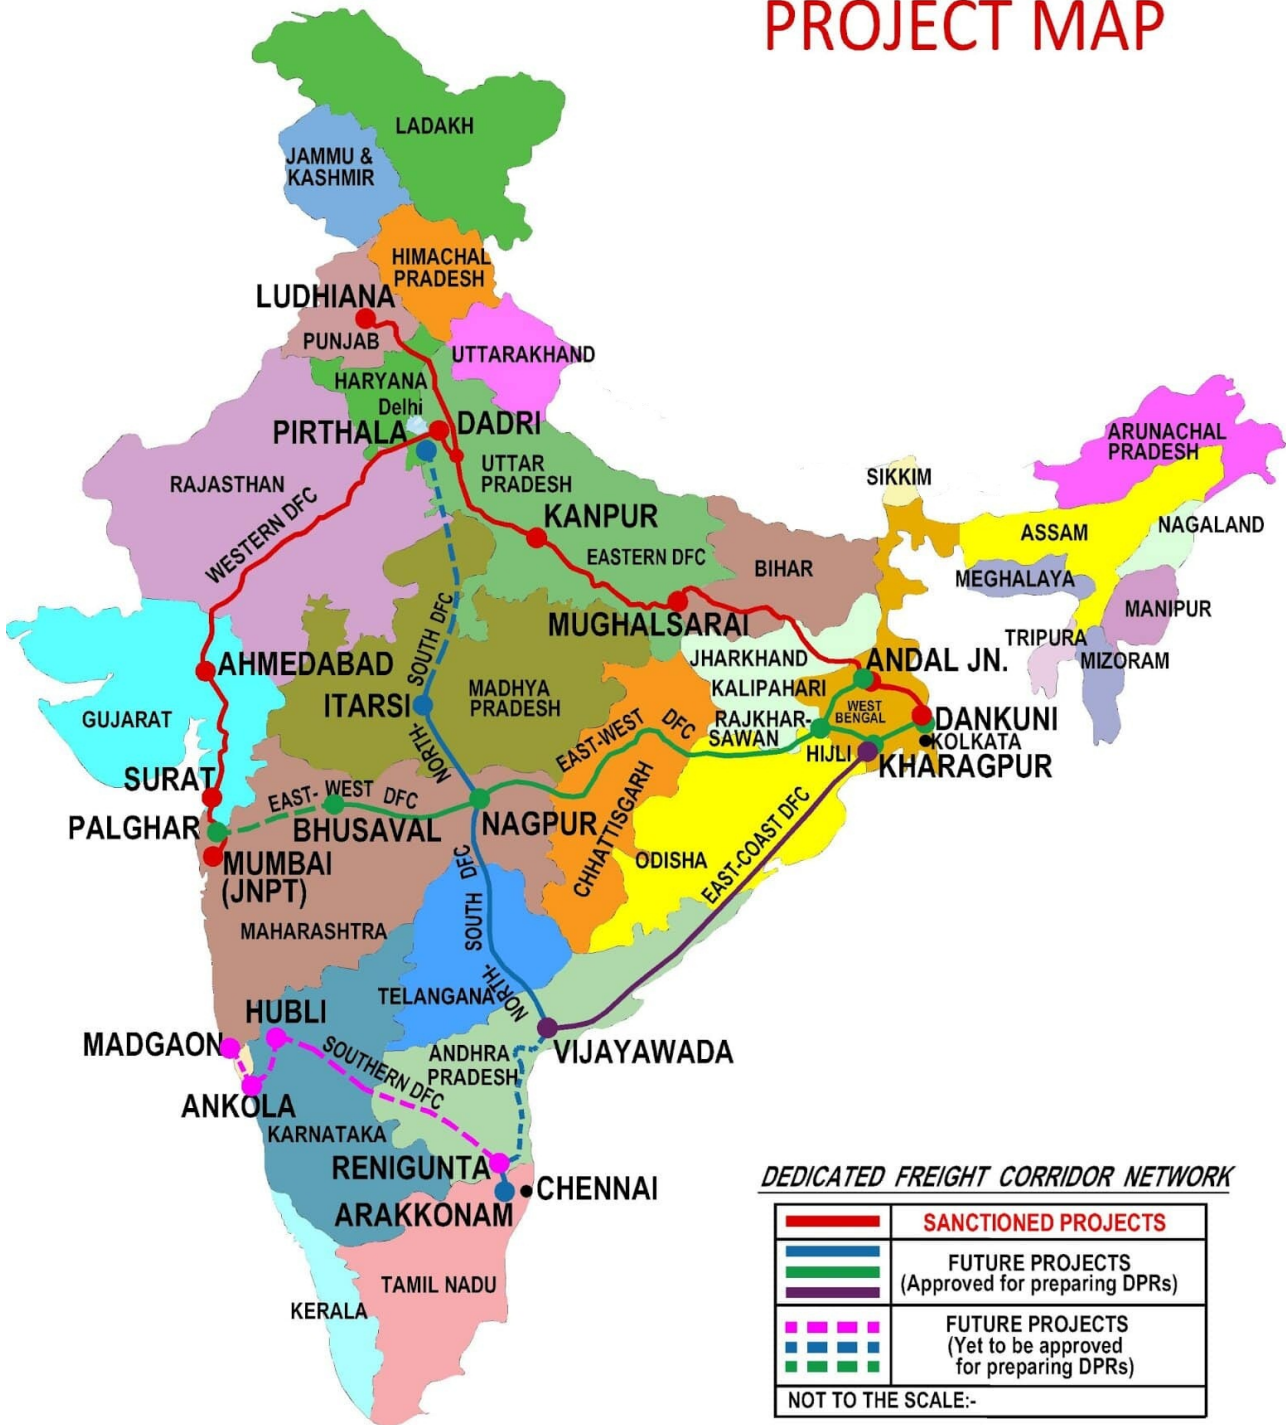 PROJECT MAP
LADAKH
JAMMU &
KASHMIR
HIMACHAL
PRADESH
LUDHIANA
PUNJAB
UTTARAKHAND
HARYANA
Delhi
PIRTHALA
DADRI
UTTAR
PRADESH
RAJASTHAN
WESTERN DFC
KANPUR
EASTERN DFC
BIHAR
SIKKIM
ARUNACHAL
PRADESH
ASSAM
NAGALAND
MEGHALAYA
MANIPUR
TRIPURA
MIZORAM
MUGHALSARAI
JHARKHAND
ANDAL JN.
KALIPAHARI
WEST
BENGAL
RAJKHAR-
SAWAN
DANKUNI
KOLKATA
HIJLI
KHARAGPUR
AHMEDABAD
GUJARAT
SOUTH DFC
NORTH-
ITARSI
MADHYA
PRADESH
EAST-WEST DFC
SURAT
EAST- WEST DFC
PALGHAR
BHUSAVAL
NAGPUR
CHHATTISGARH
MUMBAI
(JNPT)
ODISHA
EAST-COAST DFC
MAHARASHTRA
SOUTH DFC
NORTH-
TELANGANA
HUBLI
MADGAON
SOUTHERN DFC
ANDHRA
PRADESH
VIJAYAWADA
ANKOLA
KARNATAKA
RENIGUNTA
CHENNAI
ARAKKONAM
TAMIL NADU
KERALA
DEDICATED FREIGHT CORRIDOR NETWORK
SANCTIONED PROJECTS
FUTURE PROJECTS
(Approved for preparing DPRs)
FUTURE PROJECTS
(Yet to be approved
for preparing DPRs)
NOT TO THE SCALE:-